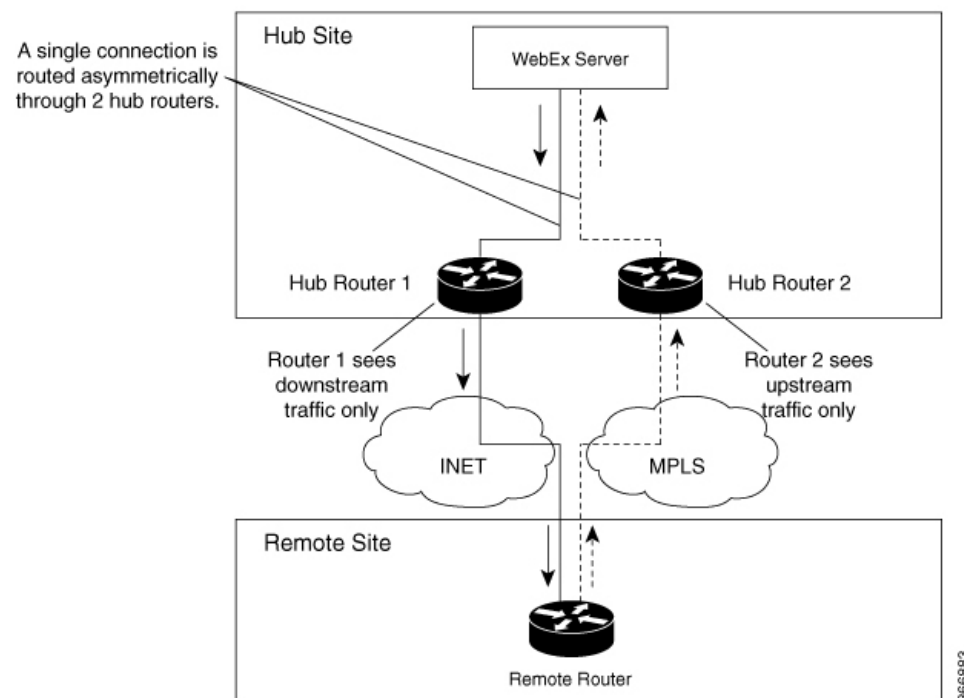 Hub Site
WebEx Server
A single connection is
routed asymmetrically
through 2 hub routers.
Hub Router 1
Hub Router 2
Router 1 sees
downstream
traffic only
Router 2 sees
upstream
traffic only
INET
MPLS
Remote Site
Remote Router